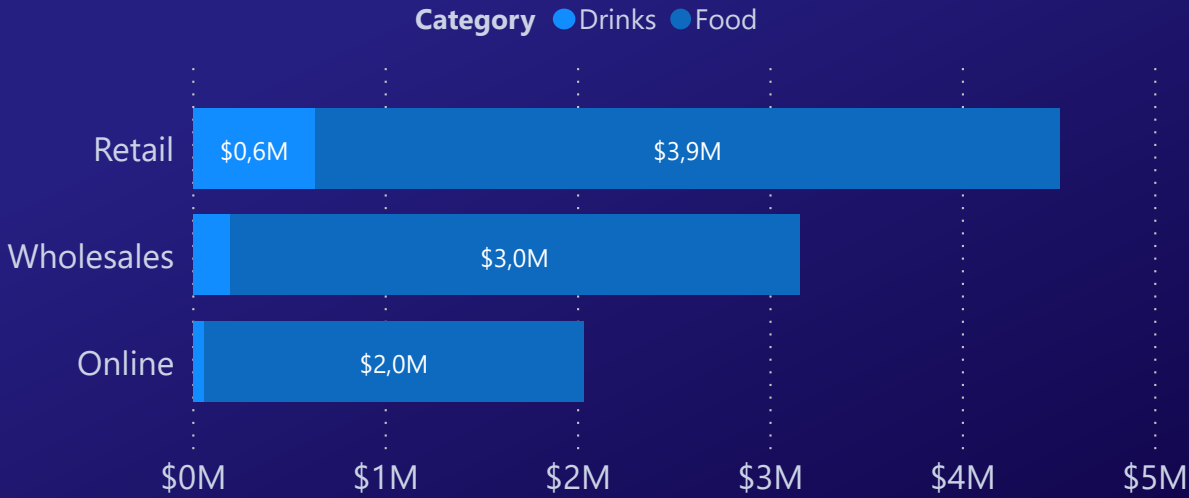 Category Drinks Food
Retail $0,6M $3,9M
Wholesales $3,0M
Online $2,0M
$0M $1M $2M $3M $4M $5M